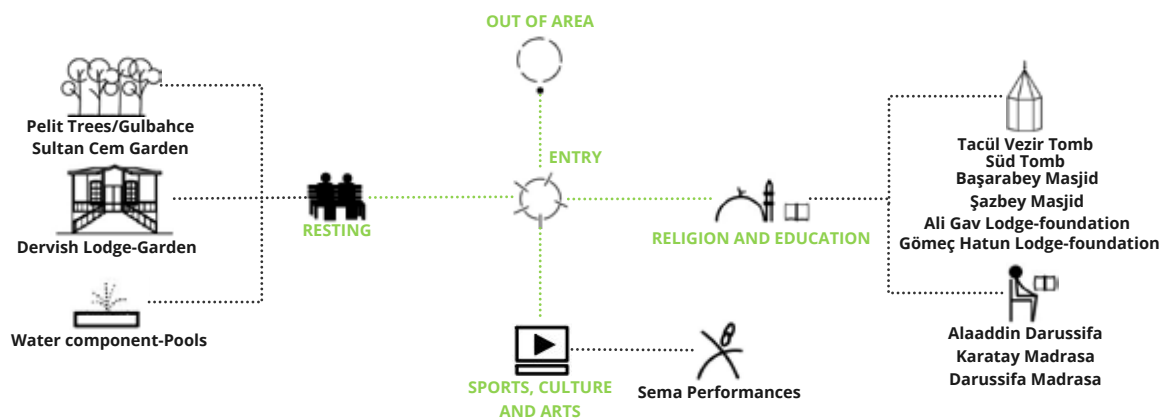 OUT OF AREA
Pelit Trees/Gulbahce
Sultan Cem Garden
Dervish Lodge-Garden
Water component-Pools
RESTING
ENTRY
RELIGION AND EDUCATION
SPORTS, CULTURE
AND ARTS
Sema Performances
Tacül Vezir Tomb
Süd Tomb
Başarabey Masjid
Şazbey Masjid
Ali Gav Lodge-foundation
Gömeç Hatun Lodge-foundation
Alaaddin Darussifa
Karatay Madrasa
Darussifa Madrasa